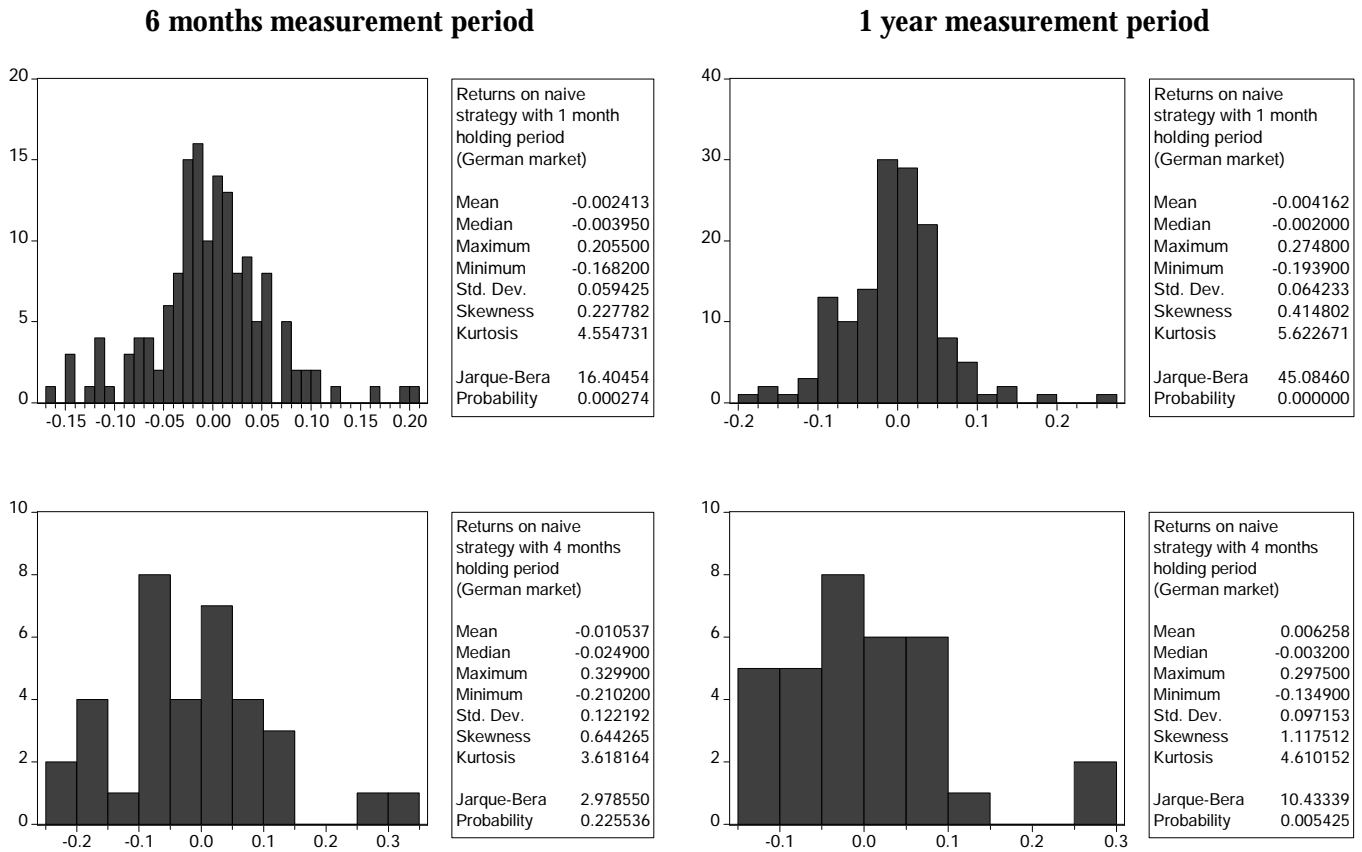 6 months measurement period
1 year measurement period
20
15
10
5
0
-0.15 -0.10 -0.05 0.00 0.05 0.10 0.15 0.20
Returns on naive
strategy with 1 month
holding period
(German market)
Mean -0.002413
Median -0.003950
Maximum 0.205500
Minimum -0.168200
Std. Dev. 0.059425
Skewness 0.227782
Kurtosis 4.554731
Jarque-Bera 16.40454
Probability 0.000274
40
30
20
10
0
-0.2 -0.1 0.0 0.1 0.2
Returns on naive
strategy with 1 month
holding period
(German market)
Mean -0.004162
Median -0.002000
Maximum 0.274800
Minimum -0.193900
Std. Dev. 0.064233
Skewness 0.414802
Kurtosis 5.622671
Jarque-Bera 45.08460
Probability 0.000000
10
8
6
4
2
0
-0.2 -0.1 0.0 0.1 0.2 0.3
Returns on naive
strategy with 4 months
holding period
(German market)
Mean -0.010537
Median -0.024900
Maximum 0.329900
Minimum -0.210200
Std. Dev. 0.122192
Skewness 0.644265
Kurtosis 3.618164
Jarque-Bera 2.978550
Probability 0.225536
10
8
6
4
2
0
-0.1 0.0 0.1 0.2 0.3
Returns on naive
strategy with 4 months
holding period
(German market)
Mean 0.006258
Median -0.003200
Maximum 0.297500
Minimum -0.134900
Std. Dev. 0.097153
Skewness 1.117512
Kurtosis 4.610152
Jarque-Bera 10.43339
Probability 0.005425